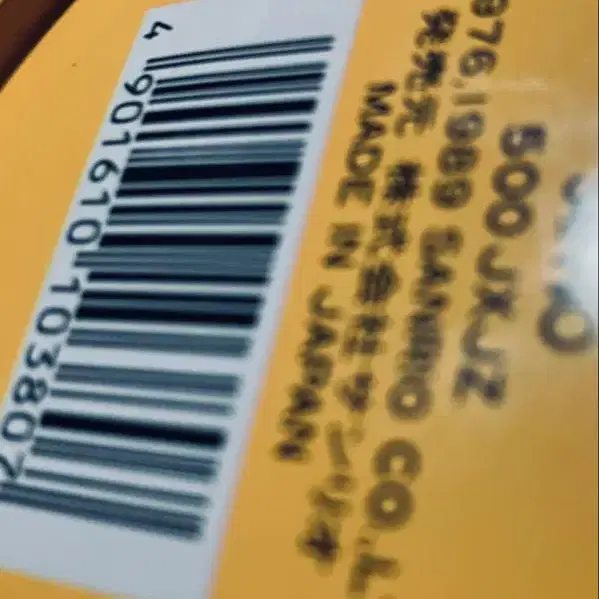 500JXJZ
976,1989 SANRIO CO.,L
発売元 株式会社サンリオ
MADE IN JAPAN
4 901610 103807